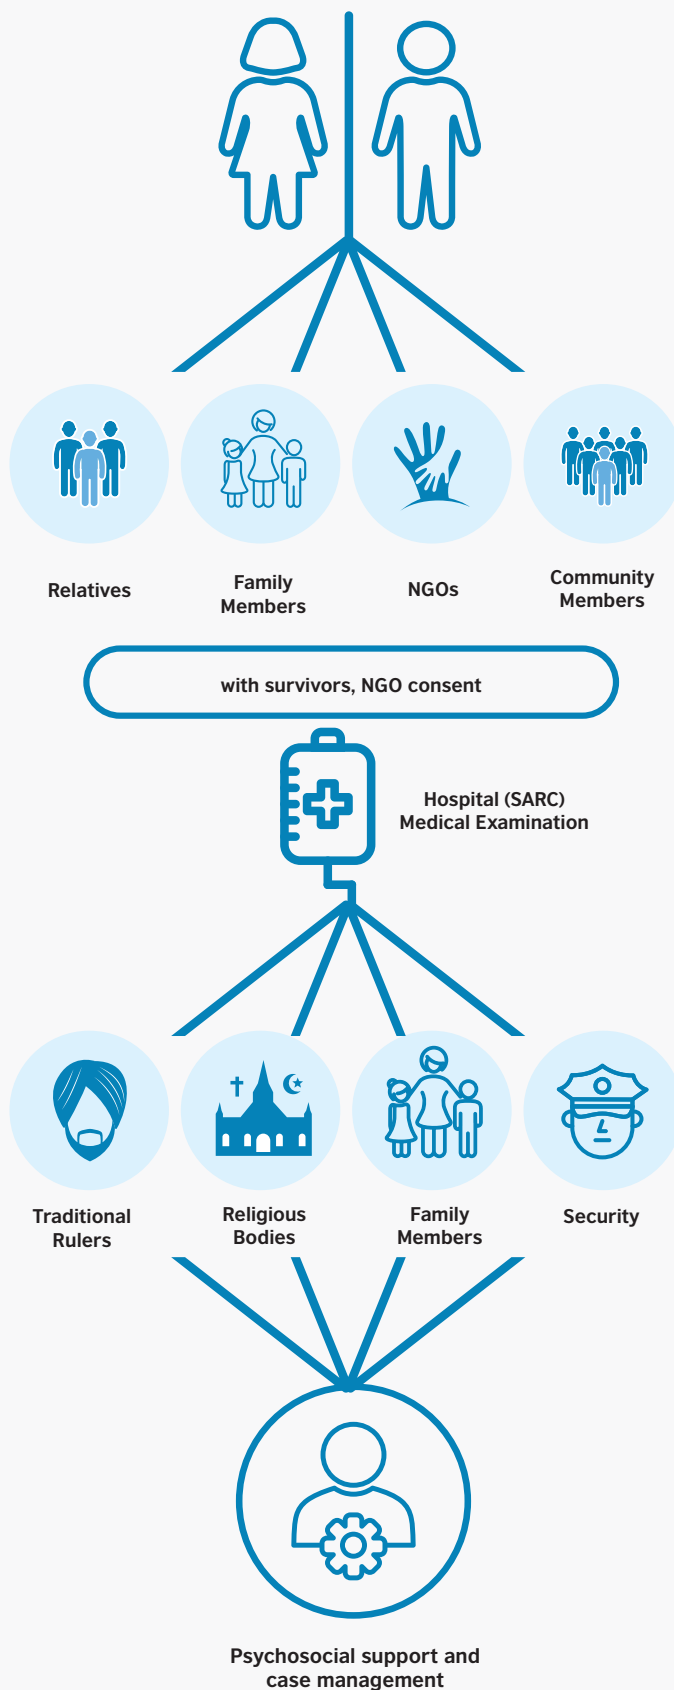 Relatives
Family
Members
NGOs
Community
Members
with survivors, NGO consent
Hospital (SARC)
Medical Examination
Traditional
Rulers
Religious
Bodies
Family
Members
Security
Psychosocial support and
case management